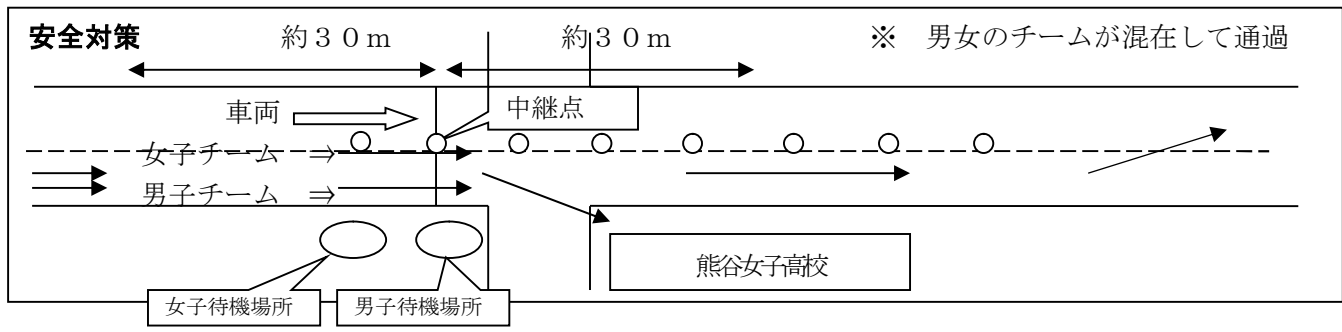 安全対策 約３０ｍ 約３０ｍ ※ 男女のチームが混在して通過
車両 中継点
女子チーム ⇒
男子チーム ⇒
熊谷女子高校
女子待機場所 男子待機場所